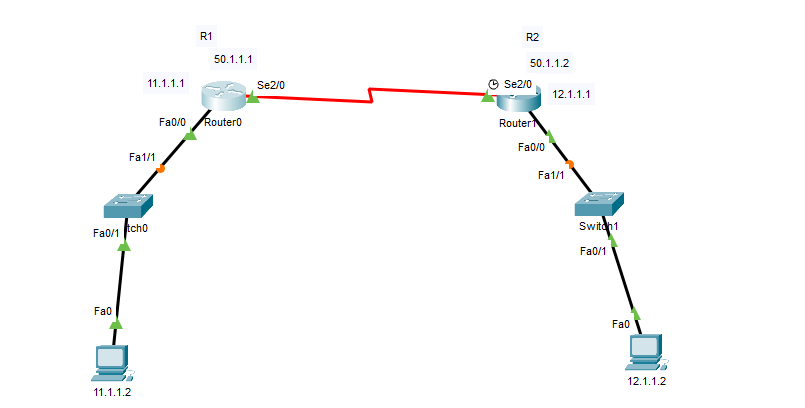 R1
R2
50.1.1.1
50.1.1.2
11.1.1.1
Se2/0
Se2/0
12.1.1.1
Fa0/0
Router0
Router1
Fa0/0
Fa1/1
Fa1/1
tch0
Fa0/1
Switch1
Fa0/1
Fa0
Fa0
11.1.1.2
12.1.1.2